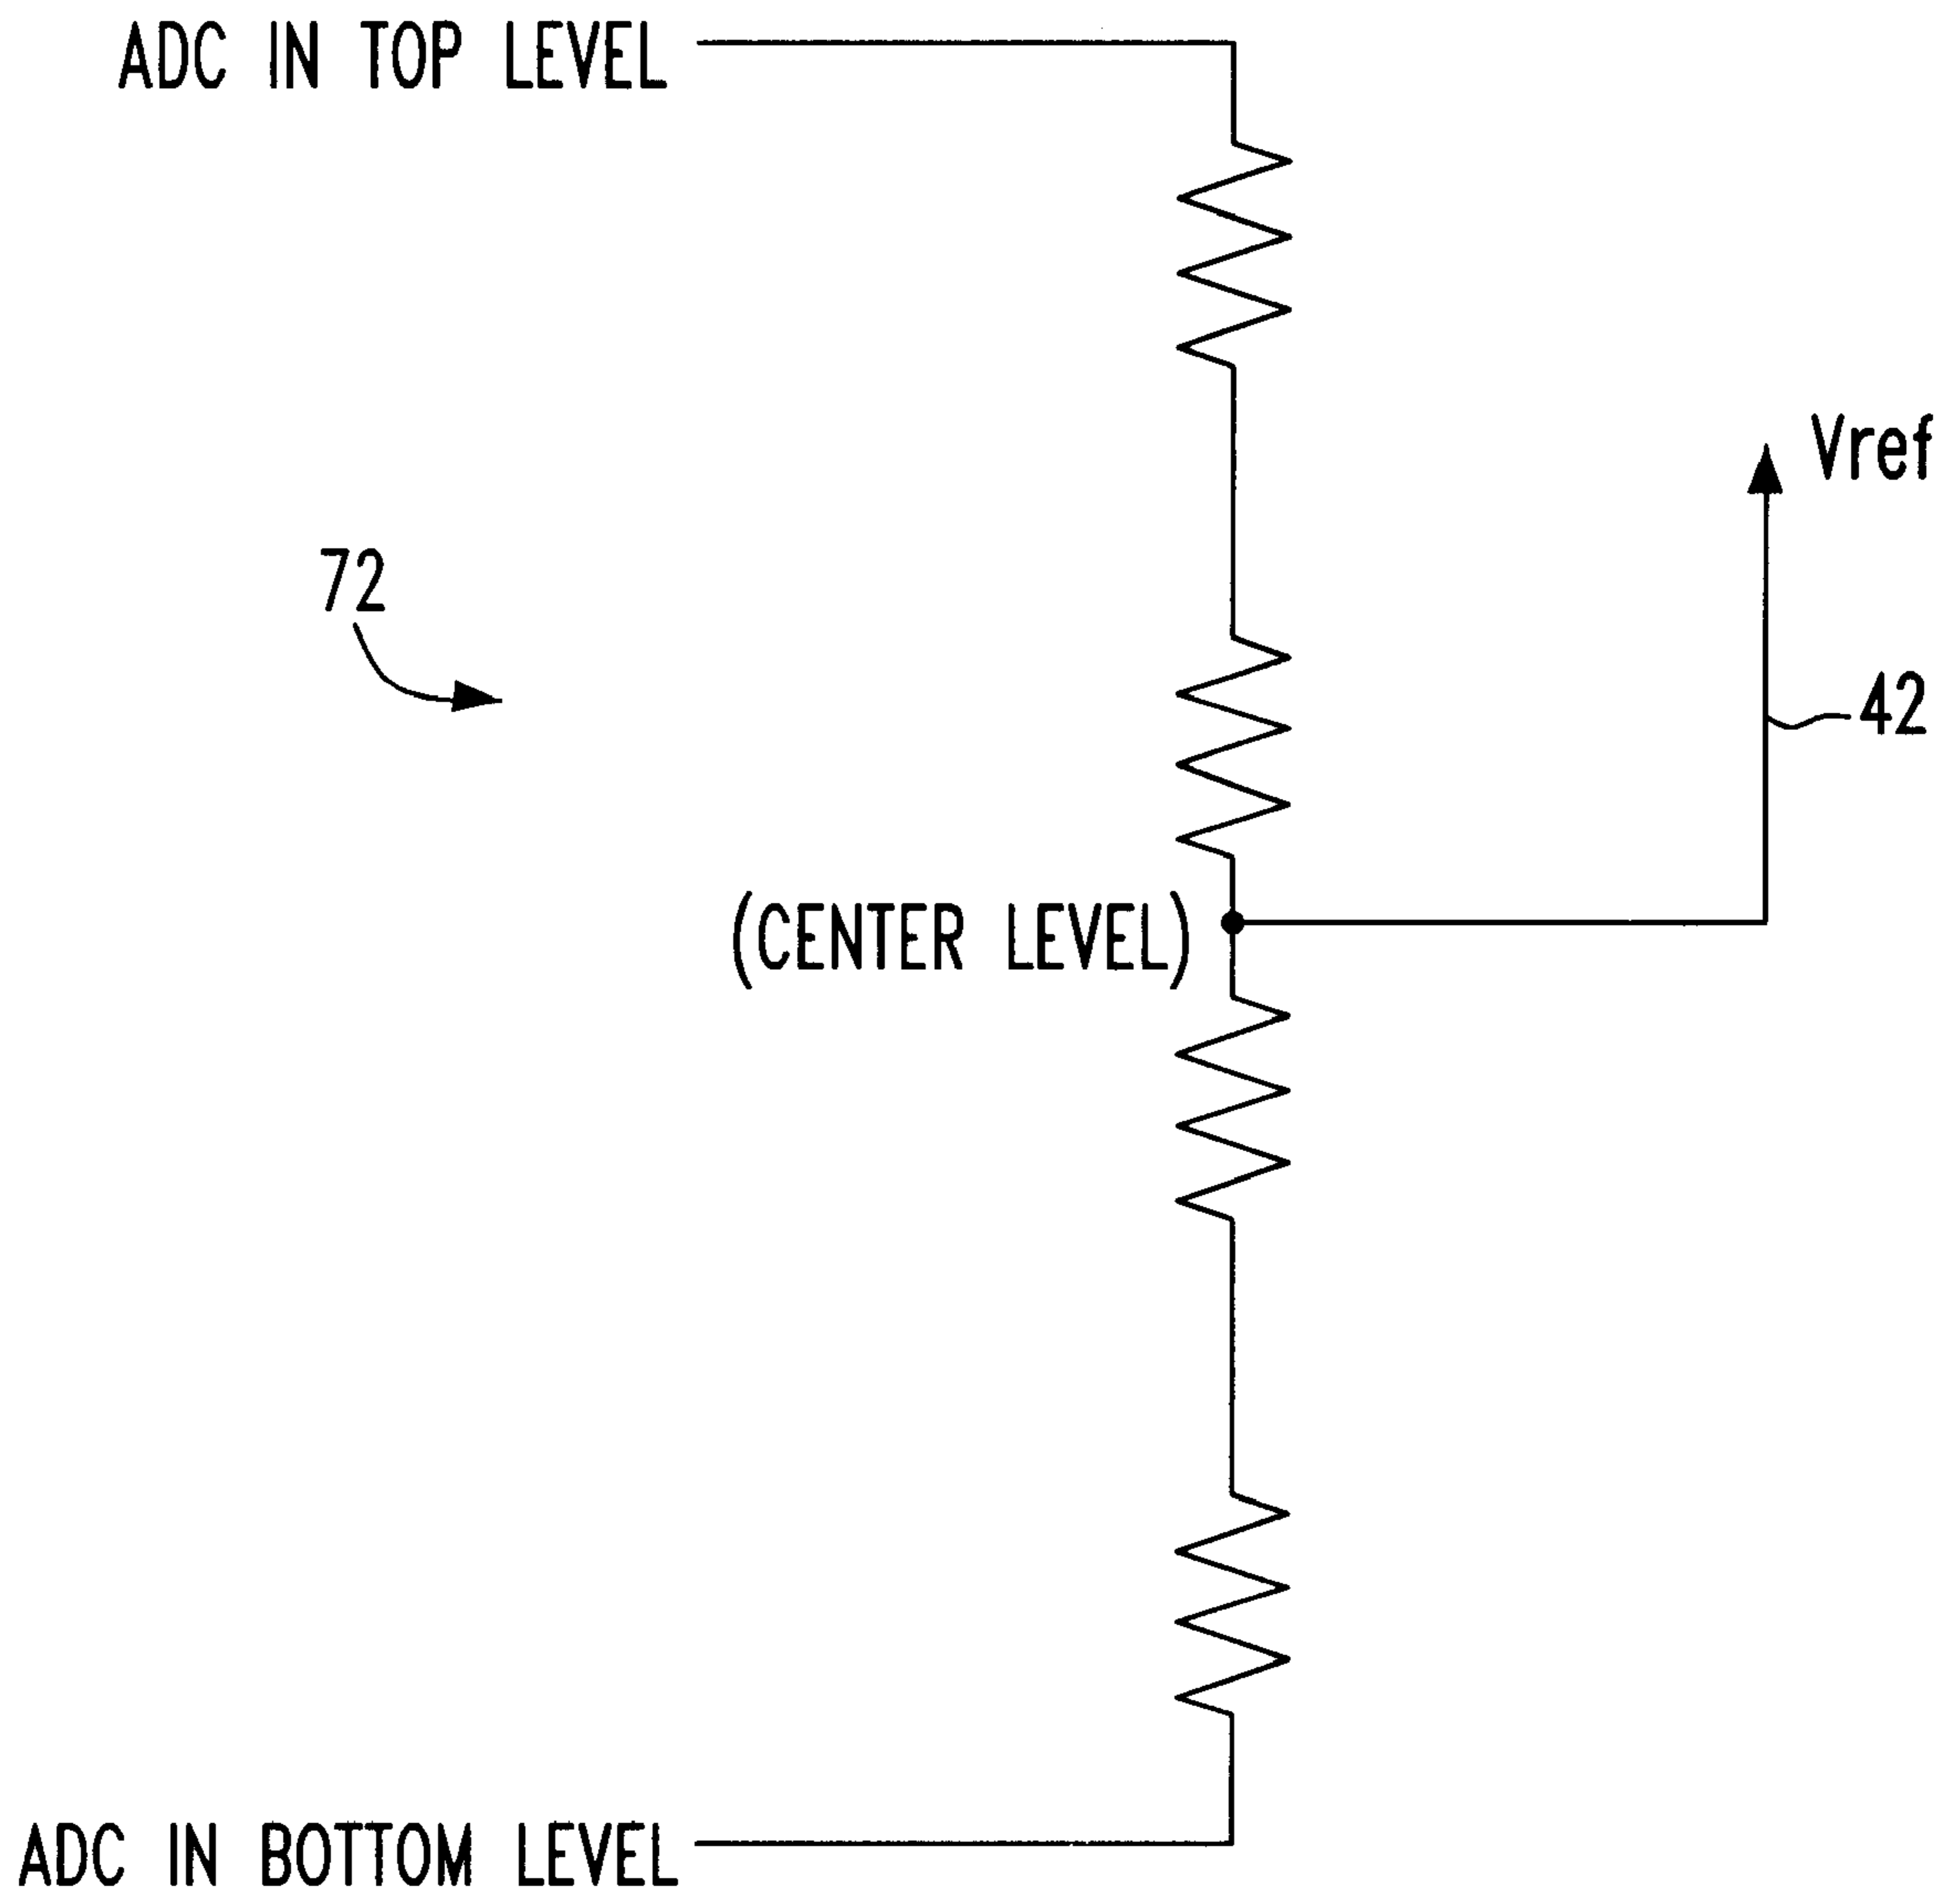 ADC IN TOP LEVEL
Vref
72
42
(CENTER LEVEL)
ADC IN BOTTOM LEVEL